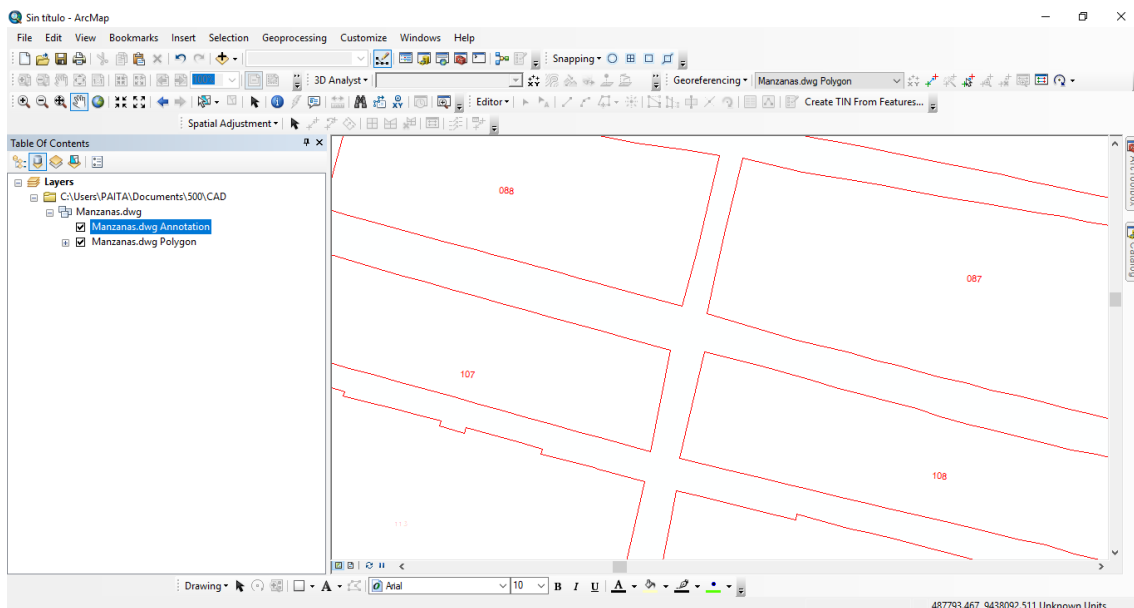 Sin título - ArcMap
File Edit View Bookmarks Insert Selection Geoprocessing Customize Windows Help
Snapping
3D Analyst Georeferencing Manzanas.dwg Polygon
Editor Create TIN From Features...
Spatial Adjustment
Table Of Contents
Layers
C:\Users\PAITA\Documents\500\CAD
Manzanas.dwg
Manzanas.dwg Annotation
Manzanas.dwg Polygon
088
087
107
108
ArcToolbox
Catalog
Drawing A Arial 10 B I U A
487793.467 9438092.511 Unknown Units